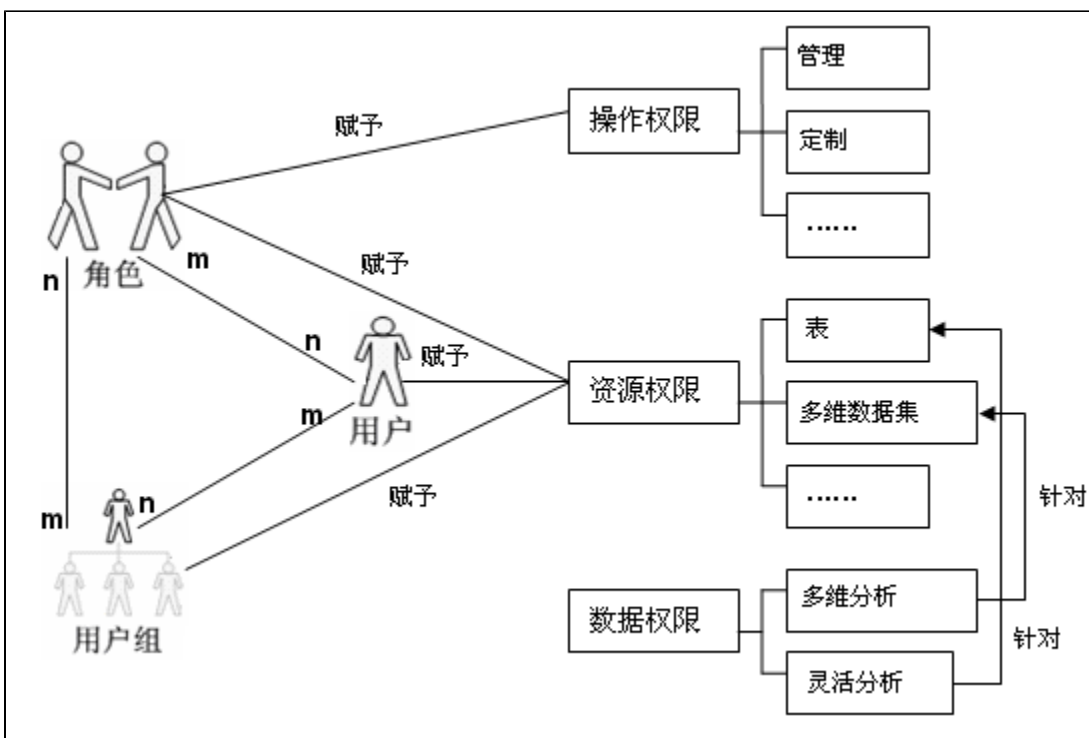 管理
赋予
操作权限
定制
......
角色
n
m
赋予
n
赋予
用户
m
资源权限
表
多维数据集
......
针对
m
n
赋予
用户组
数据权限
多维分析
针对
灵活分析